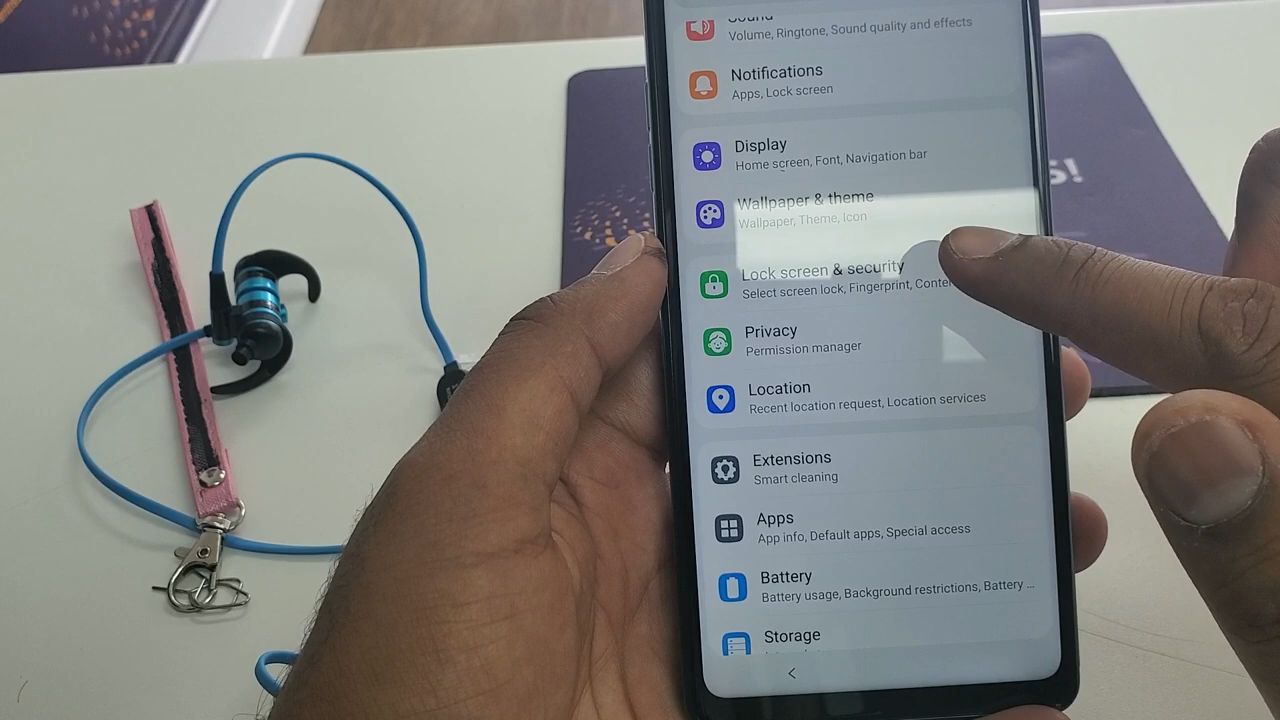 Sound
Volume, Ringtone, Sound quality and effects
Notifications
Apps, Lock screen
Display
Home screen, Font, Navigation bar
Wallpaper & theme
Wallpaper, Theme, Icon
Lock screen & security
Select screen lock, Fingerprint, Conte
Privacy
Permission manager
Location
Recent location request, Location services
Extensions
Smart cleaning
Apps
App info, Default apps, Special access
Battery
Battery usage, Background restrictions, Battery ...
Storage
S!